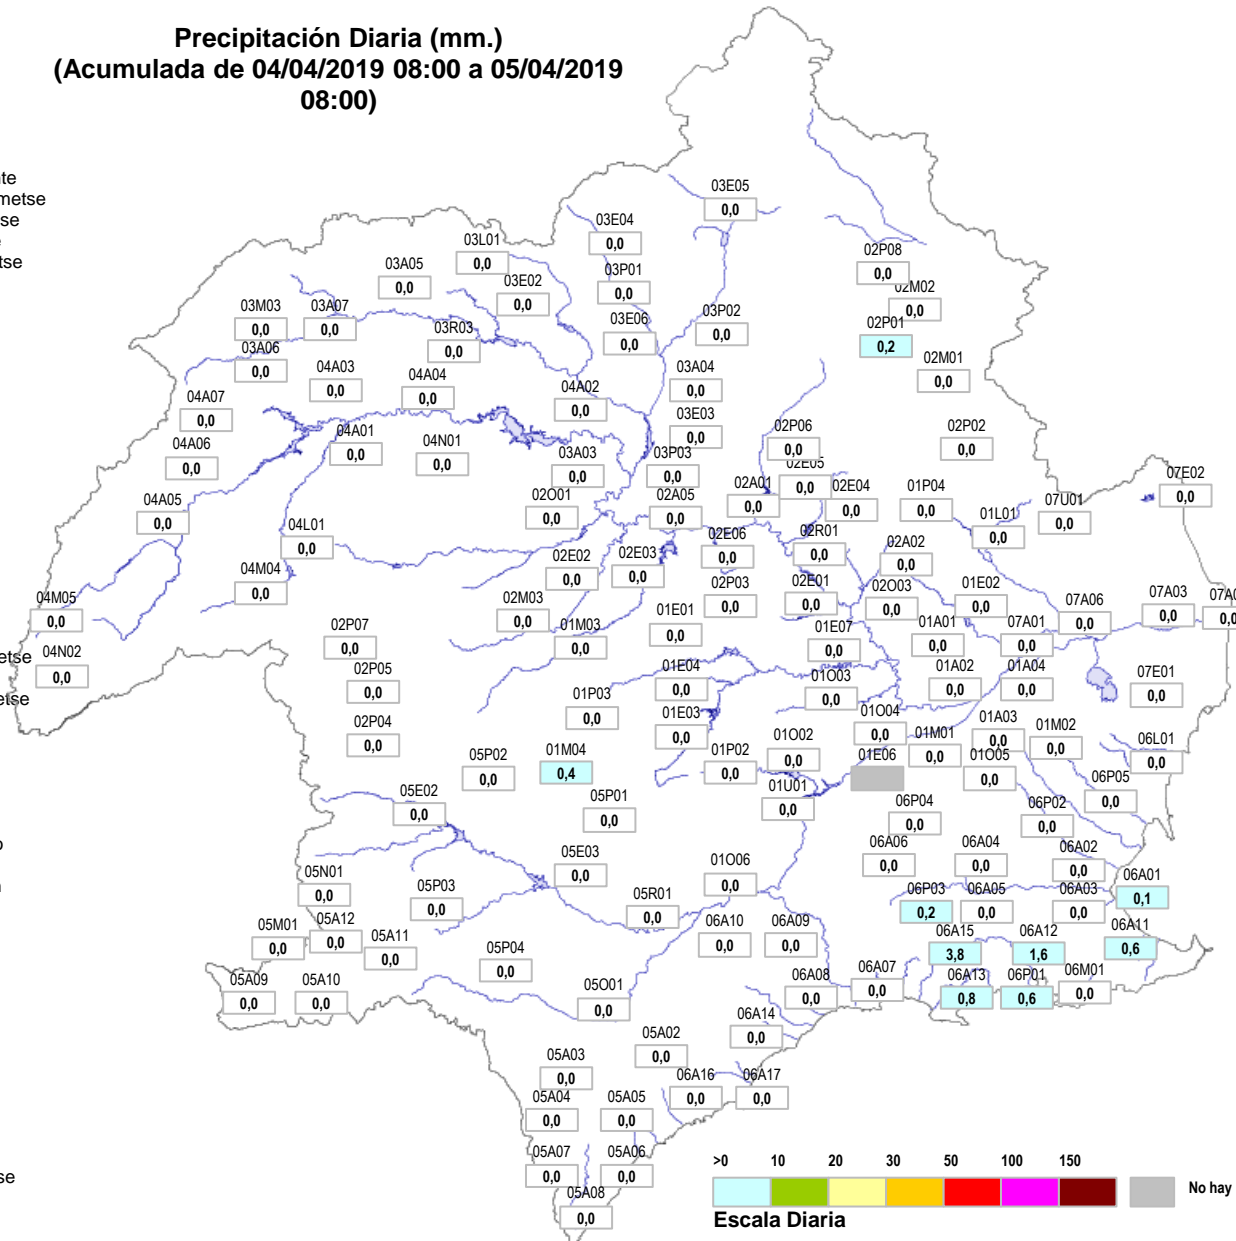 Precipitación Diaria (mm.)
(Acumulada de 04/04/2019 08:00 a 05/04/2019
08:00)
te
metse
se
e
tse
03E05
0,0
03E04
0,0
03L01
0,0
02P08
0,0
03A05
0,0
03P01
0,0
03E02
0,0
02M02
0,0
03M03
0,0
03A07
0,0
03P02
0,0
03E06
0,0
02P01
0,2
03R03
0,0
03A06
0,0
02M01
0,0
04A03
0,0
03A04
0,0
04A04
0,0
04A02
0,0
04A07
0,0
03E03
0,0
04A01
0,0
02P06
0,0
02P02
0,0
04A06
0,0
04N01
0,0
03A03
0,0
03P03
0,0
02E05
0,0
07E02
0,0
02A01
0,0
02E04
0,0
01P04
0,0
04A05
0,0
02O01
0,0
02A05
0,0
07U01
0,0
01L01
0,0
04L01
0,0
02E06
0,0
02R01
0,0
02A02
0,0
02E02
0,0
02E03
0,0
04M04
0,0
02P03
0,0
02E01
0,0
02O03
0,0
01E02
0,0
04M05
0,0
02M03
0,0
01E01
0,0
07A06
0,0
07A03
0,0
07A0
0,0
02P07
0,0
01M03
0,0
01E07
0,0
01A01
0,0
07A01
0,0
etse
04N02
0,0
02P05
0,0
01E04
0,0
01O03
0,0
01A02
0,0
01A04
0,0
07E01
0,0
etse
01P03
0,0
02P04
0,0
01E03
0,0
01O04
0,0
01A03
0,0
01M02
0,0
05P02
0,0
01M04
0,4
01P02
0,0
01O02
0,0
01E06
01M01
0,0
01O05
0,0
06L01
0,0
05E02
0,0
05P01
0,0
01U01
0,0
06P04
0,0
06P02
0,0
06P05
0,0
o
05E03
0,0
01O06
0,0
06A06
0,0
06A04
0,0
06A02
0,0
n
05N01
0,0
05P03
0,0
05R01
0,0
06P03
0,2
06A05
0,0
06A03
0,0
06A01
0,1
05M01
0,0
05A12
0,0
05A11
0,0
06A10
0,0
06A09
0,0
06A15
3,8
06A12
1,6
06A11
0,6
05P04
0,0
05A09
0,0
05A10
0,0
05O01
0,0
06A08
0,0
06A07
0,0
06A13
0,8
06P01
0,6
06M01
0,0
06A14
0,0
05A02
0,0
05A03
0,0
06A16
0,0
06A17
0,0
05A04
0,0
05A05
0,0
05A07
0,0
05A06
0,0
se
05A08
0,0
>0 10 20 30 50 100 150
No hay
Escala Diaria